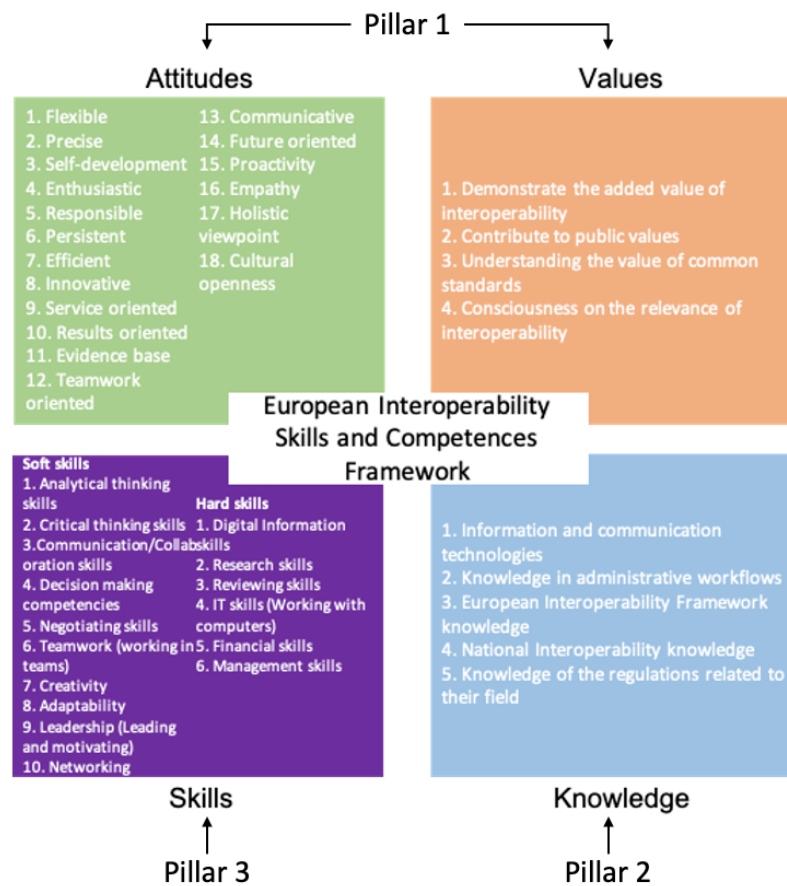 Pillar 1
Attitudes
Values
1. Flexible
2. Precise
3. Self-development
4. Enthusiastic
5. Responsible
6. Persistent
7. Efficient
8. Innovative
9. Service oriented
10. Results oriented
11. Evidence base
12. Teamwork
oriented
13. Communicative
14. Future oriented
15. Proactivity
16. Empathy
17. Holistic
viewpoint
18. Cultural
openness
1. Demonstrate the added value of
interoperability
2. Contribute to public values
3. Understanding the value of common
standards
4. Consciousness on the relevance of
interoperability
European Interoperability
Skills and Competences
Framework
Soft skills
1. Analytical thinking
skills
2. Critical thinking skills
3.Communication/Collab
oration skills
4. Decision making
competencies
5. Negotiating skills
6. Teamwork (working in
teams)
7. Creativity
8. Adaptability
9. Leadership (Leading
and motivating)
10. Networking
Hard skills
1. Digital Information
skills
2. Research skills
3. Reviewing skills
4. IT skills (Working with
computers)
5. Financial skills
6. Management skills
1. Information and communication
technologies
2. Knowledge in administrative workflows
3. European Interoperability Framework
knowledge
4. National Interoperability knowledge
5. Knowledge of the regulations related to
their field
Skills
Knowledge
Pillar 3
Pillar 2